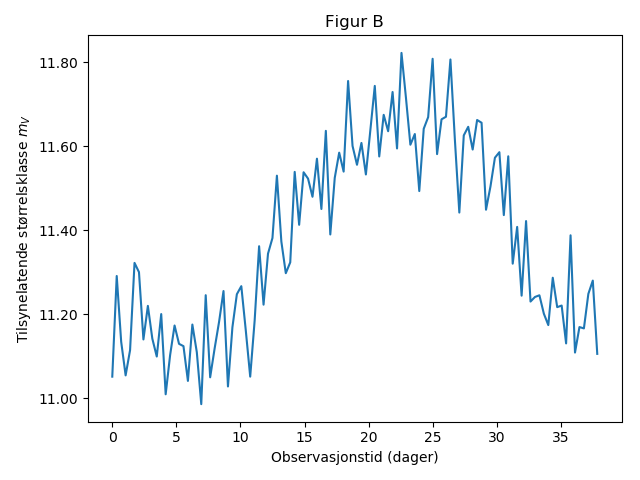 Figur B
Tilsynelatende størrelsklasse $m_V$
11.80
11.60
11.40
11.20
11.00
0 5 10 15 20 25 30 35
Observasjonstid (dager)